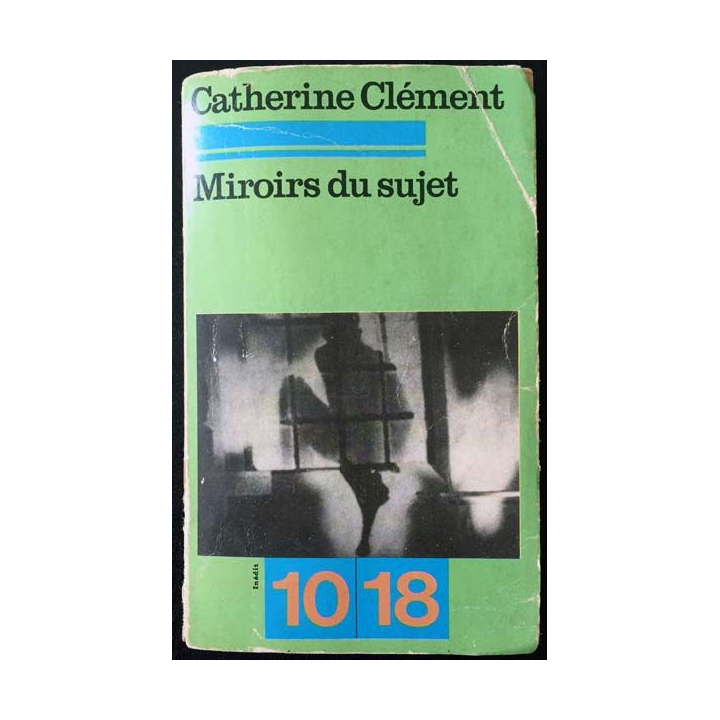 Catherine Clément
Miroirs du sujet
Inédit
10 18